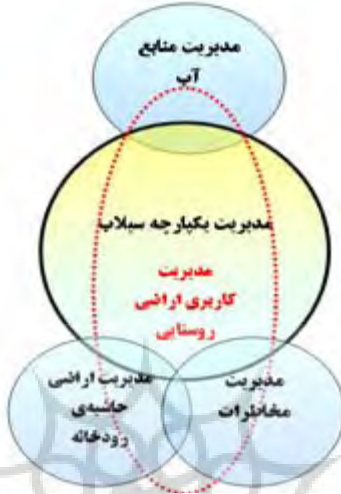 مدیریت منابع
آب
مدیریت یکپارچه سیلاب
مدیریت
کاربری اراضی
روستایی
مدیریت
مخاطرات
مدیریت اراضی
حاشیه‌ی
رودخانه